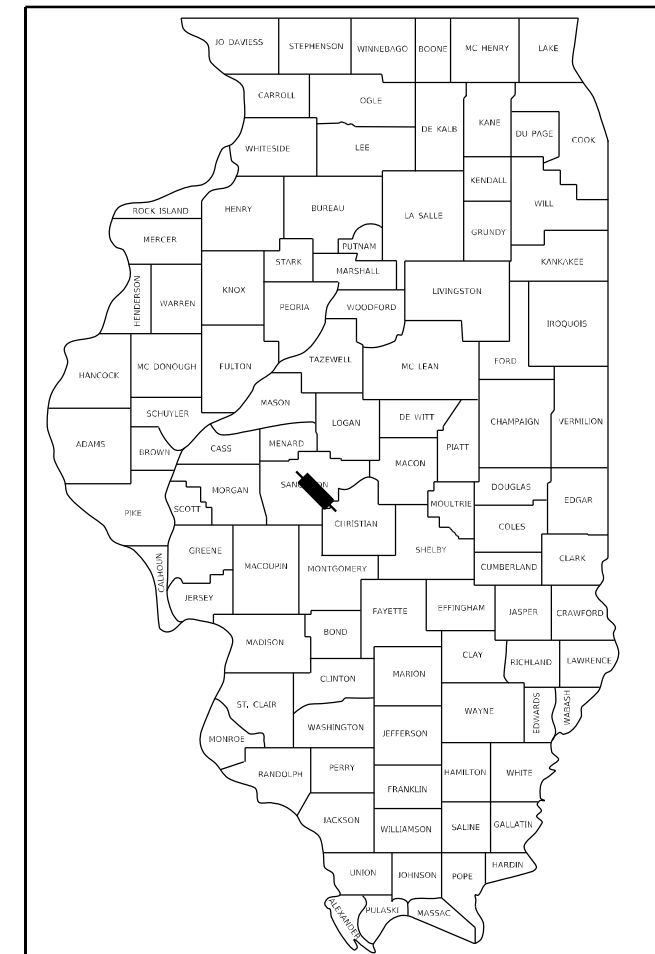 JO DAVIESS
STEPHENSON
WINNEBAGO
BOONE
MC HENRY
LAKE
CARROLL
OGLE
DE KALB
KANE
DU PAGE
COOK
WHITESIDE
LEE
KENDALL
WILL
ROCK ISLAND
HENRY
BUREAU
LA SALLE
GRUNDY
MERCER
PUTNAM
KANKAKEE
STARK
MARSHALL
HENDERSON
WARREN
KNOX
PEORIA
WOODFORD
LIVINGSTON
IROQUOIS
HANCOCK
MC DONOUGH
FULTON
TAZEWELL
MC LEAN
FORD
MASON
SCHUYLER
LOGAN
DE WITT
CHAMPAIGN
VERMILION
ADAMS
BROWN
CASS
MENARD
PIATT
MACON
MORGAN
DOUGLAS
EDGAR
PIKE
SCOTT
CHRISTIAN
MOULTRIE
COLES
GREENE
MACOUPIN
MONTGOMERY
SHELBY
CUMBERLAND
CLARK
CALHOUN
JERSEY
FAYETTE
EFFINGHAM
JASPER
CRAWFORD
MADISON
BOND
CLAY
RICHLAND
LAWRENCE
CLINTON
MARION
ST. CLAIR
WAYNE
EDWARDS
WABASH
WASHINGTON
JEFFERSON
MONROE
RANDOLPH
PERRY
HAMILTON
WHITE
FRANKLIN
JACKSON
WILLIAMSON
SALINE
GALLATIN
UNION
JOHNSON
POPE
HARDIN
ALEXANDER
PULASKI
MASSAC